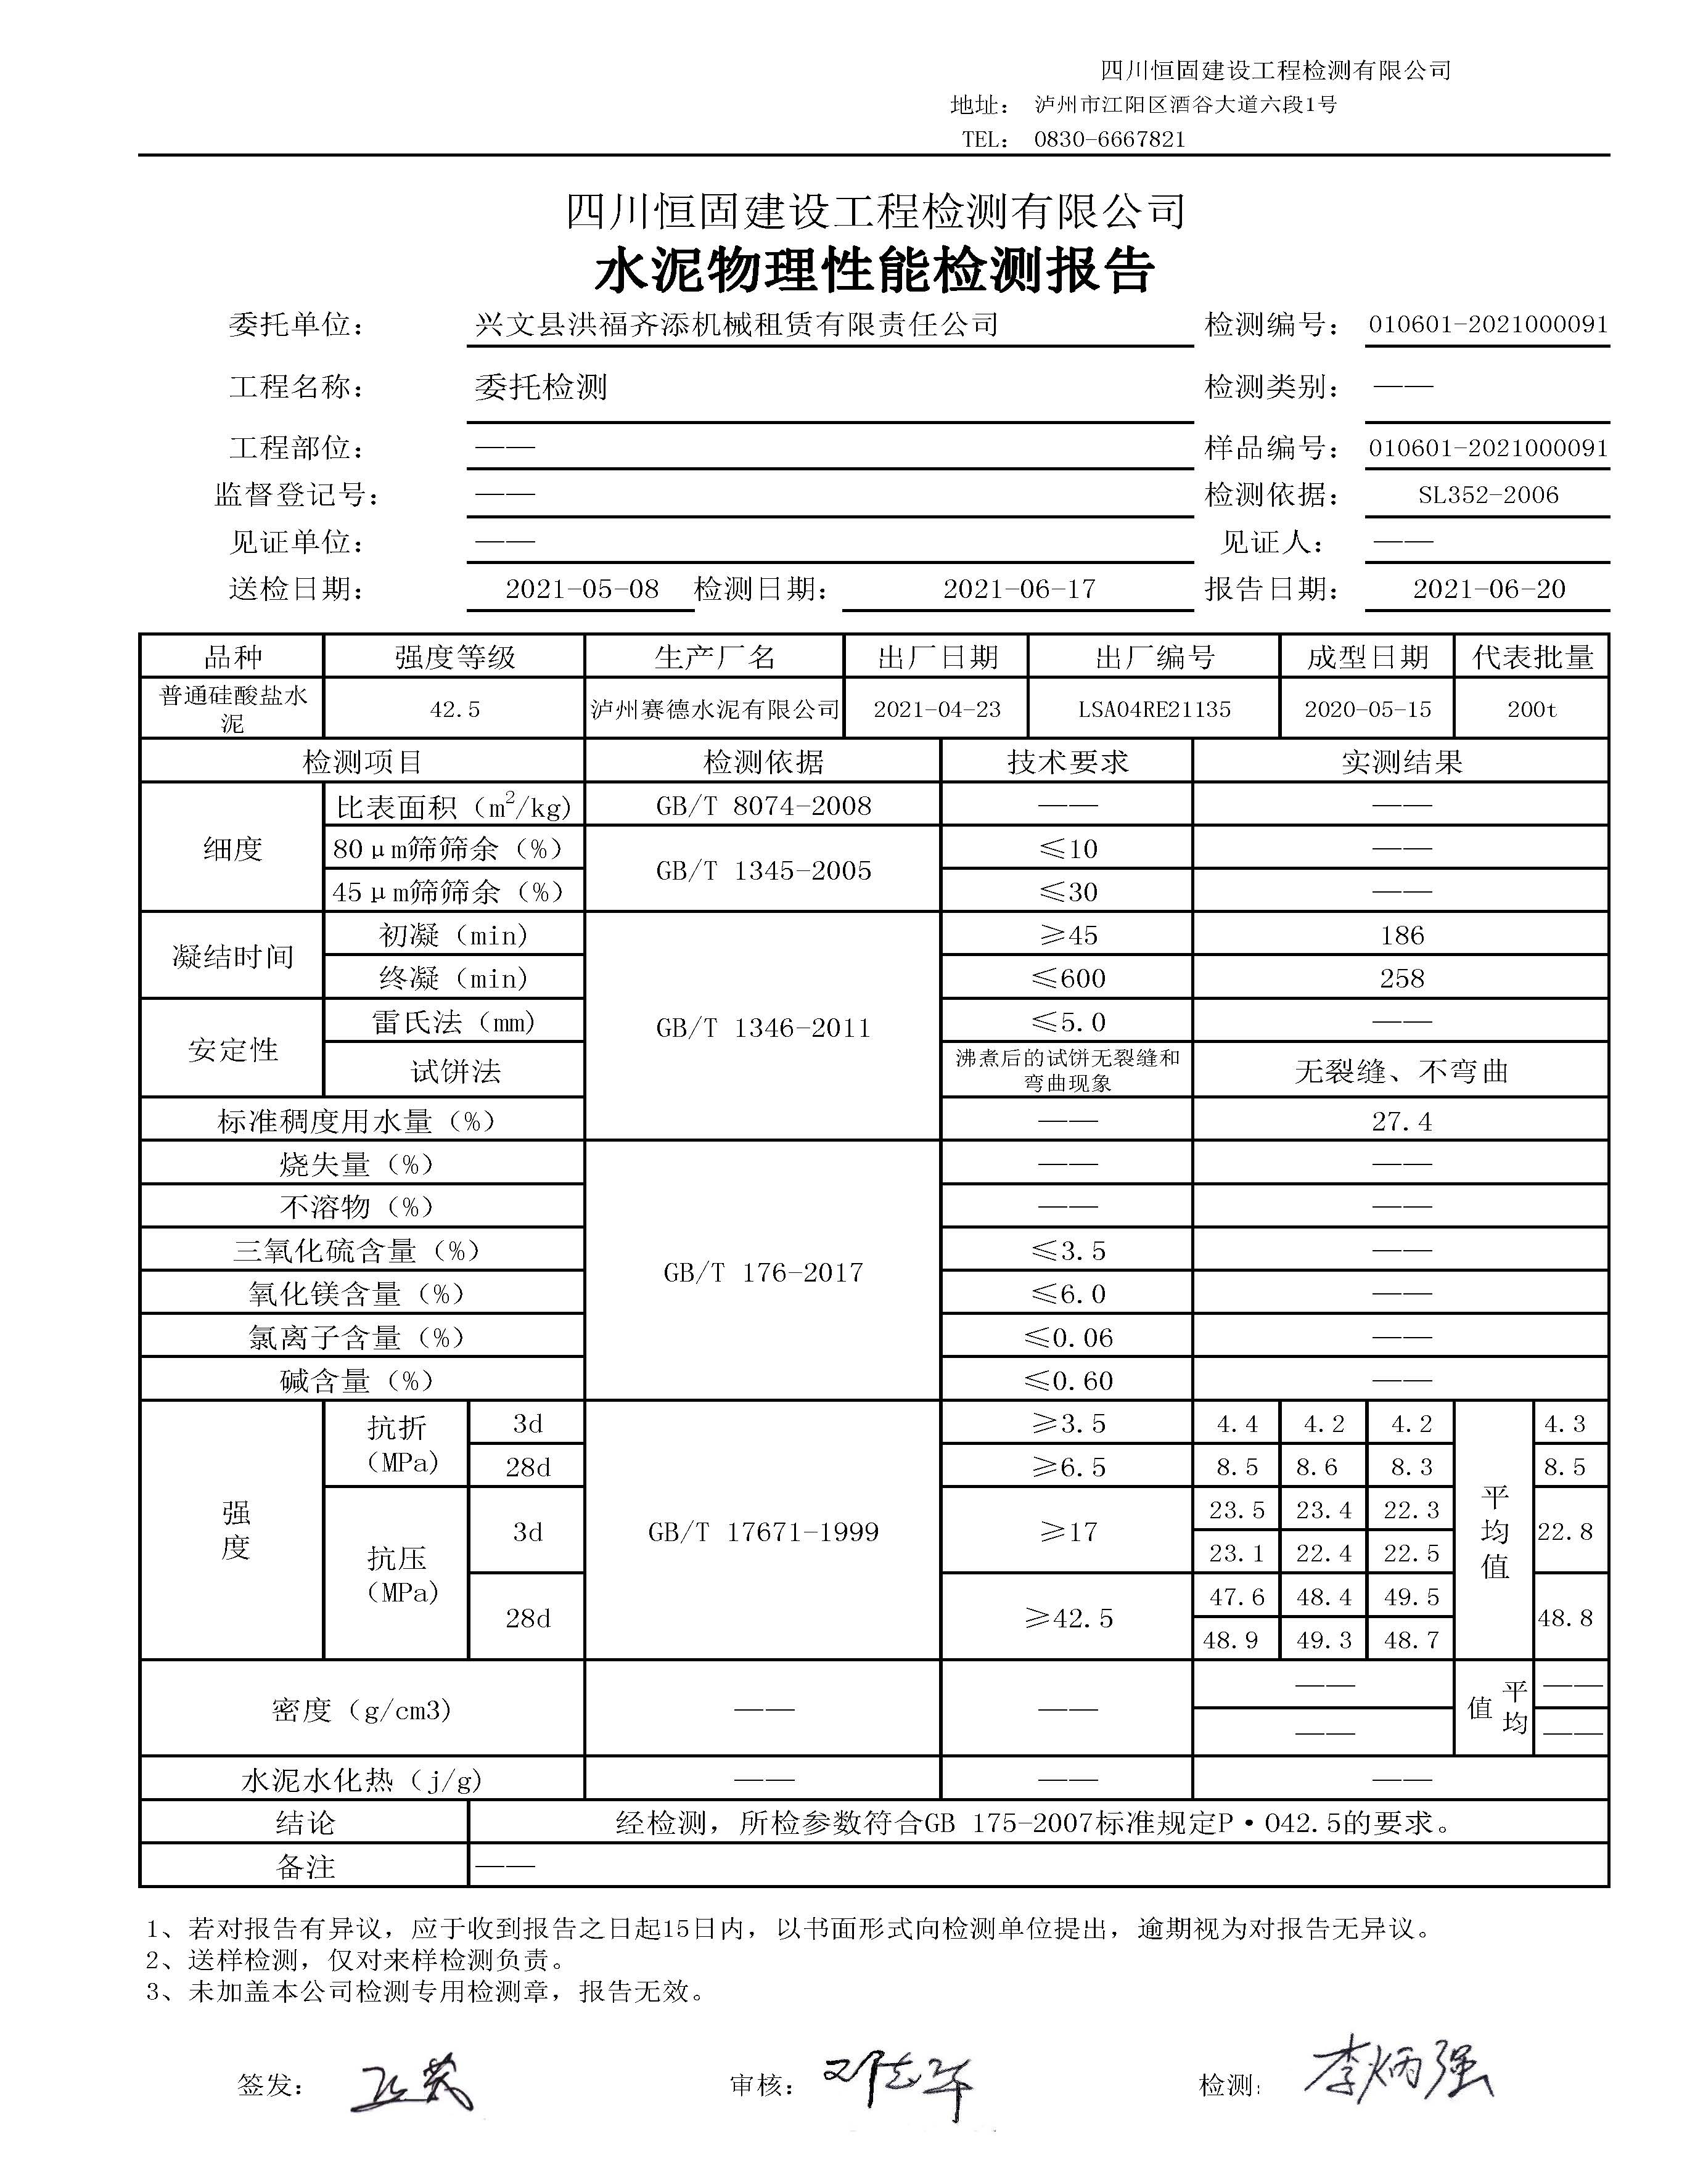 四川恒固建设工程检测有限公司
地址： 泸州市江阳区酒谷大道六段1号
TEL： 0830-6667821
四川恒固建设工程检测有限公司
水泥物理性能检测报告
委托单位： 兴文县洪福齐添机械租赁有限责任公司 检测编号： 010601-2021000091
工程名称： 委托检测 检测类别： ——
工程部位： —— 样品编号： 010601-2021000091
监督登记号： —— 检测依据： SL352-2006
见证单位： —— 见证人： ——
送检日期： 2021-05-08 检测日期： 2021-06-17 报告日期： 2021-06-20
品种 强度等级 生产厂名 出厂日期 出厂编号 成型日期 代表批量
普通硅酸盐水泥 42.5 泸州赛德水泥有限公司 2021-04-23 LSA04RE21135 2020-05-15 200t
检测项目 检测依据 技术要求 实测结果
细度 比表面积（m²/kg） GB/T 8074-2008 —— ——
80μm筛筛余（%） GB/T 1345-2005 ≤10 ——
45μm筛筛余（%） ≤30 ——
凝结时间 初凝（min） GB/T 1346-2011 ≥45 186
终凝（min） ≤600 258
安定性 雷氏法（mm） ≤5.0 ——
试饼法 沸煮后的试饼无裂缝和弯曲现象 无裂缝、不弯曲
标准稠度用水量（%） —— 27.4
烧失量（%） GB/T 176-2017 —— ——
不溶物（%） —— ——
三氧化硫含量（%） ≤3.5 ——
氧化镁含量（%） ≤6.0 ——
氯离子含量（%） ≤0.06 ——
碱含量（%） ≤0.60 ——
强度 抗折（MPa） 3d GB/T 17671-1999 ≥3.5 4.4 4.2 4.2 平均值 4.3
28d ≥6.5 8.5 8.6 8.3 8.5
抗压（MPa） 3d ≥17 23.5 23.4 22.3 22.8
23.1 22.4 22.5
28d ≥42.5 47.6 48.4 49.5 48.8
48.9 49.3 48.7
密度（g/cm3） —— —— —— 平均值 ——
—— ——
水泥水化热（j/g） —— —— ——
结论 经检测，所检参数符合GB 175-2007标准规定P·O42.5的要求。
备注 ——
1、若对报告有异议，应于收到报告之日起15日内，以书面形式向检测单位提出，逾期视为对报告无异议。
2、送样检测，仅对来样检测负责。
3、未加盖本公司检测专用检测章，报告无效。
签发： 审核： 检测： 李炳强